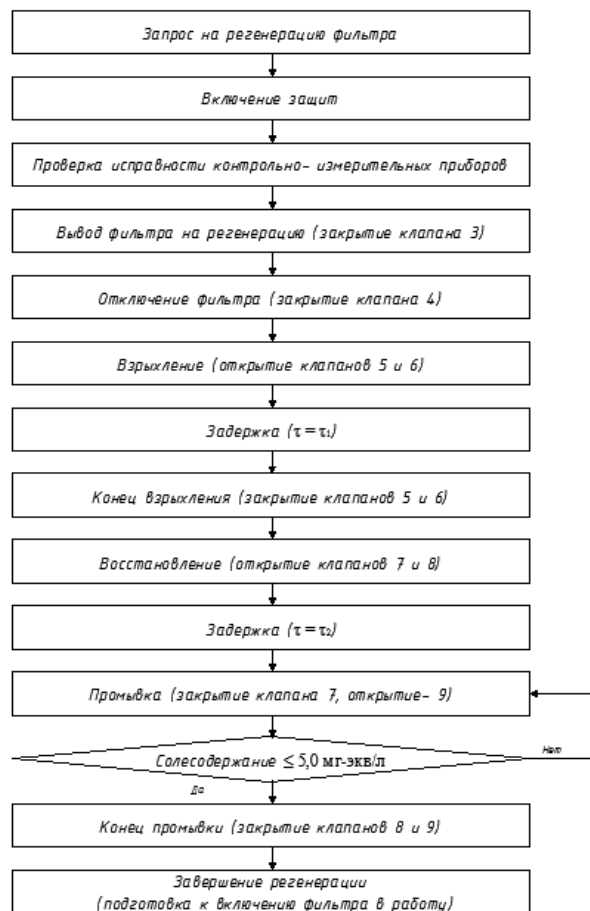 Запрос на регенерацию фильтра
Включение защит
Проверка исправности контрольно- измерительных приборов
Вывод фильтра на регенерацию (закрытие клапана 3)
Отключение фильтра (закрытие клапана 4)
Взрыхление (открытие клапанов 5 и 6)
Задержка (τ = τ₁)
Конец взрыхления (закрытие клапанов 5 и 6)
Восстановление (открытие клапанов 7 и 8)
Задержка (τ = τ₂)
Промывка (закрытие клапана 7, открытие- 9)
Солесодержание ≤ 5,0 мг-экв/л
Нет
Да
Конец промывки (закрытие клапанов 8 и 9)
Завершение регенерации
(подготовка к включению фильтра в работу)